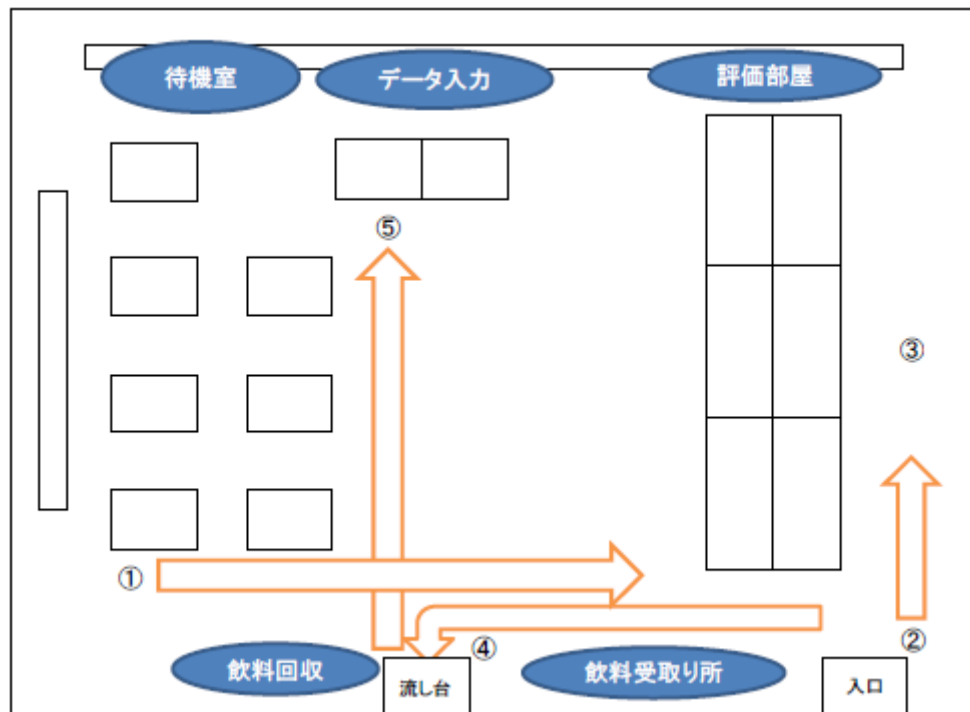 待機室
データ入力
評価部屋
⑤
③
①
②
④
飲料回収
流し台
飲料受取り所
入口